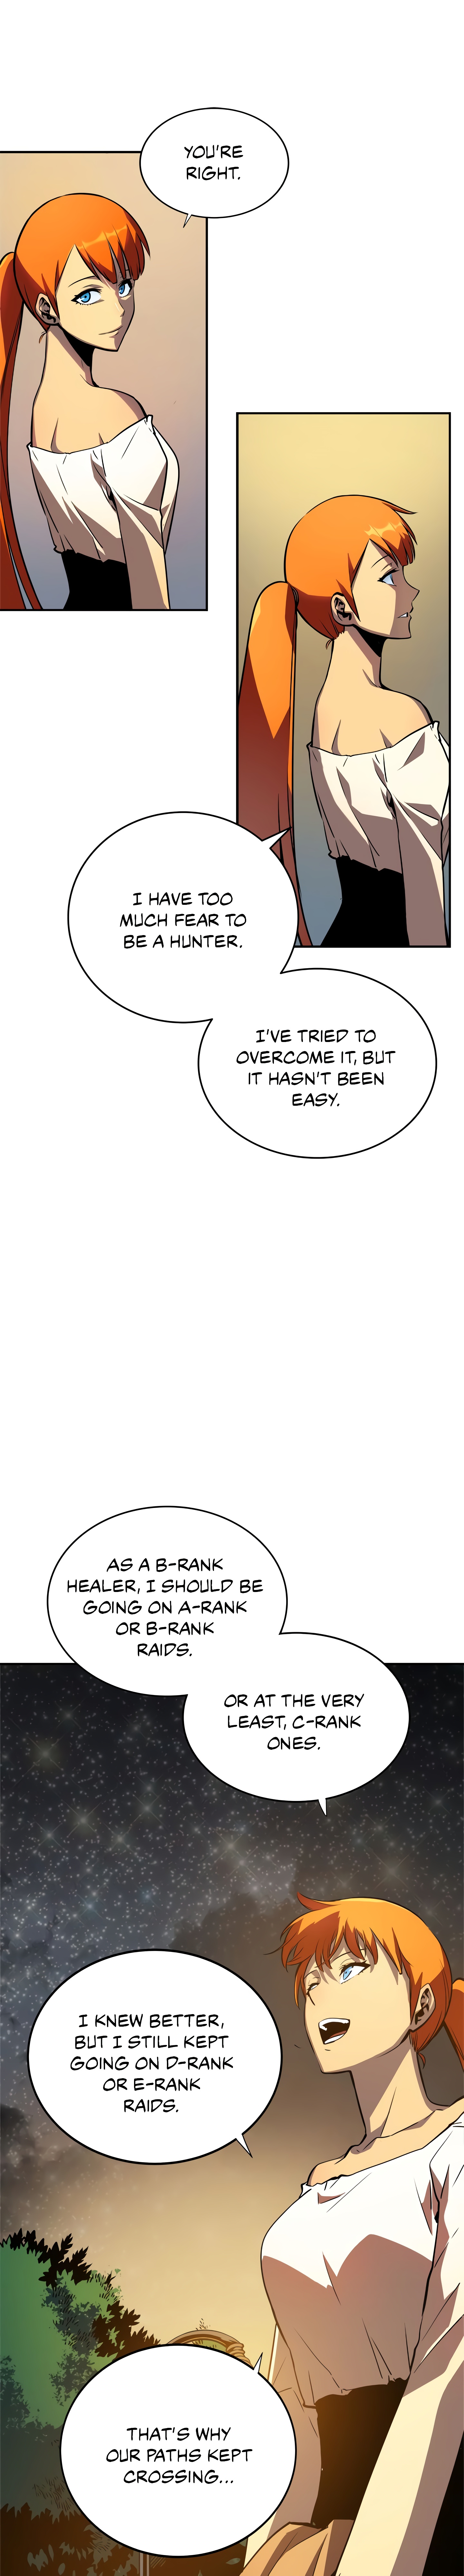 YOU'RE
RIGHT.
I HAVE TOO
MUCH FEAR TO
BE A HUNTER.
I'VE TRIED TO
OVERCOME IT, BUT
IT HASN'T BEEN
EASY.
AS A B-RANK
HEALER, I SHOULD BE
GOING ON A-RANK
OR B-RANK
RAIDS.
OR AT THE VERY
LEAST, C-RANK
ONES.
I KNEW BETTER,
BUT I STILL KEPT
GOING ON D-RANK
OR E-RANK
RAIDS.
THAT'S WHY
OUR PATHS KEPT
CROSSING...